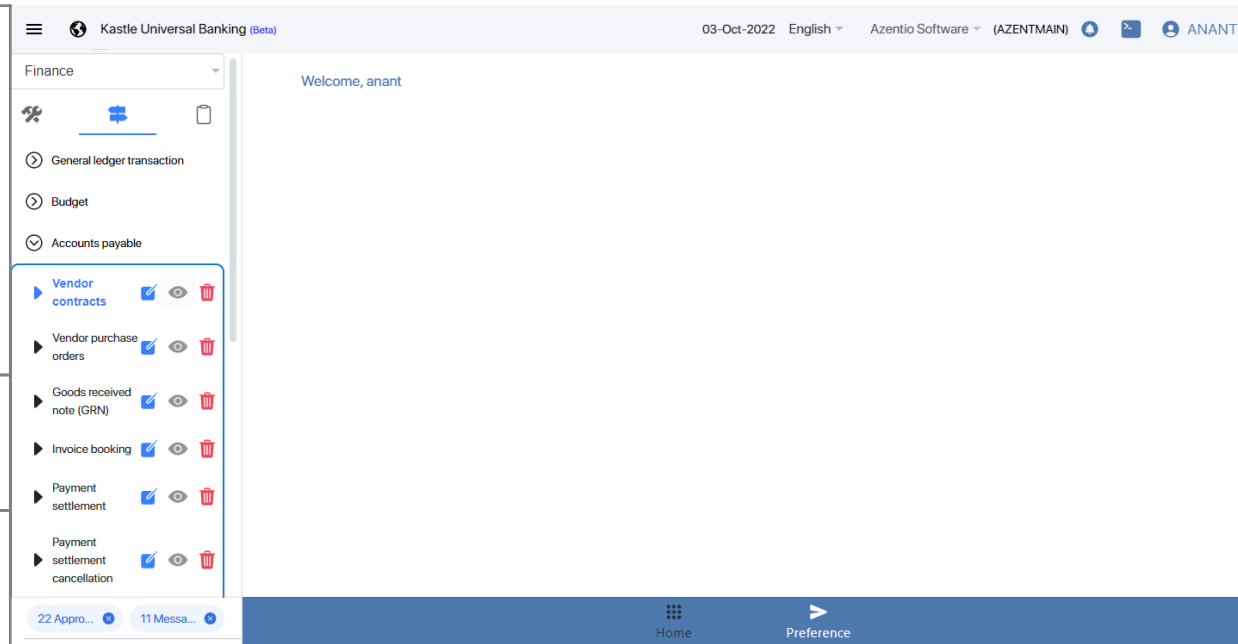 Kastle Universal Banking (Beta)
03-Oct-2022 English Azentio Software (AZENTMAIN) ANANT
Finance
Welcome, anant
General ledger transaction
Budget
Accounts payable
Vendor
contracts
Vendor purchase
orders
Goods received
note (GRN)
Invoice booking
Payment
settlement
Payment
settlement
cancellation
22 Appro... 11 Messa...
Home Preference